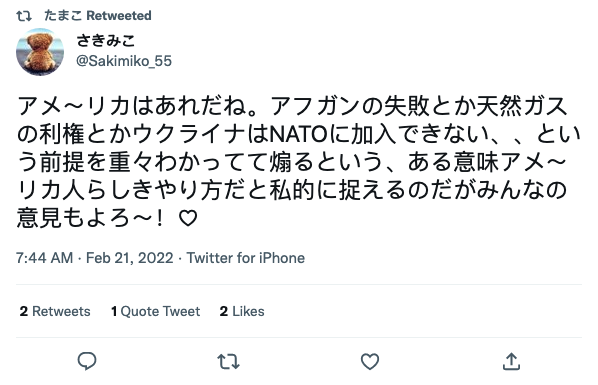 たまこ Retweeted
さきみこ
@Sakimiko_55
アメ〜リカはあれだね。アフガンの失敗とか天然ガス
の利権とかウクライナはNATOに加入できない、、とい
う前提を重々わかってて煽るという、ある意味アメ〜
リカ人らしきやり方だと私的に捉えるのだがみんなの
意見もよろ〜！♡
7:44 AM · Feb 21, 2022 · Twitter for iPhone
2 Retweets 1 Quote Tweet 2 Likes